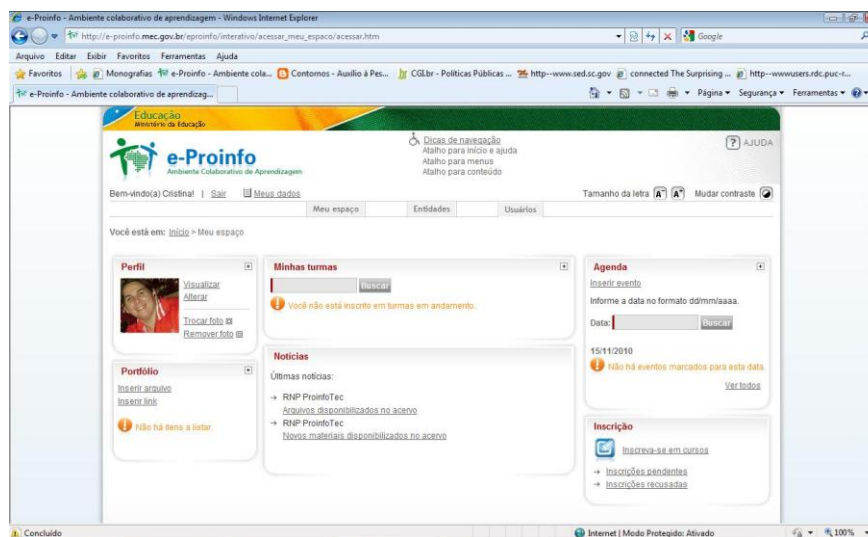 e-Proinfo - Ambiente colaborativo de aprendizagem - Windows Internet Explorer
http://e-proinfo.mec.gov.br/eproinfo/interativo/acessar_meu_espaco/acessar.htm
Google
Arquivo Editar Exibir Favoritos Ferramentas Ajuda
Favoritos Monografias e-Proinfo - Ambiente cola... Contornos - Auxílio à Pes... CGI.br - Políticas Públicas ... http--www.sed.sc.gov connected The Surprising ... http--wwwusers.rdc.puc-r...
e-Proinfo - Ambiente colaborativo de aprendizag... Página Segurança Ferramentas
Educação
Ministério da Educação
e-Proinfo
Ambiente Colaborativo de Aprendizagem
Dicas de navegação
Atalho para início e ajuda
Atalho para menus
Atalho para conteúdo
? AJUDA
Bem-vindo(a) Cristina! | Sair Meus dados
Tamanho da letra A- A+ Mudar contraste
Meu espaço Entidades Usuários
Você está em: Início > Meu espaço
Perfil
Visualizar
Alterar
Trocar foto
Remover foto
Portfólio
Inserir arquivo
Inserir link
Não há itens a listar.
Minhas turmas
Buscar
Você não está inscrito em turmas em andamento.
Notícias
Últimas notícias:
RNP ProinfoTec
Arquivos disponibilizados no acervo
RNP ProinfoTec
Novos materiais disponibilizados no acervo
Agenda
Inserir evento
Informe a data no formato dd/mm/aaaa.
Data: Buscar
15/11/2010
Não há eventos marcados para esta data.
Ver todos
Inscrição
Inscreva-se em cursos
Inscrições pendentes
Inscrições recusadas
Concluído
Internet | Modo Protegido: Ativado
100%